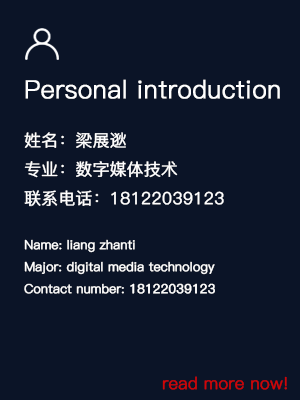 Personal introduction
姓名：梁展逖
专业：数字媒体技术
联系电话：18122039123
Name: liang zhanti
Major: digital media technology
Contact number: 18122039123
read more now!